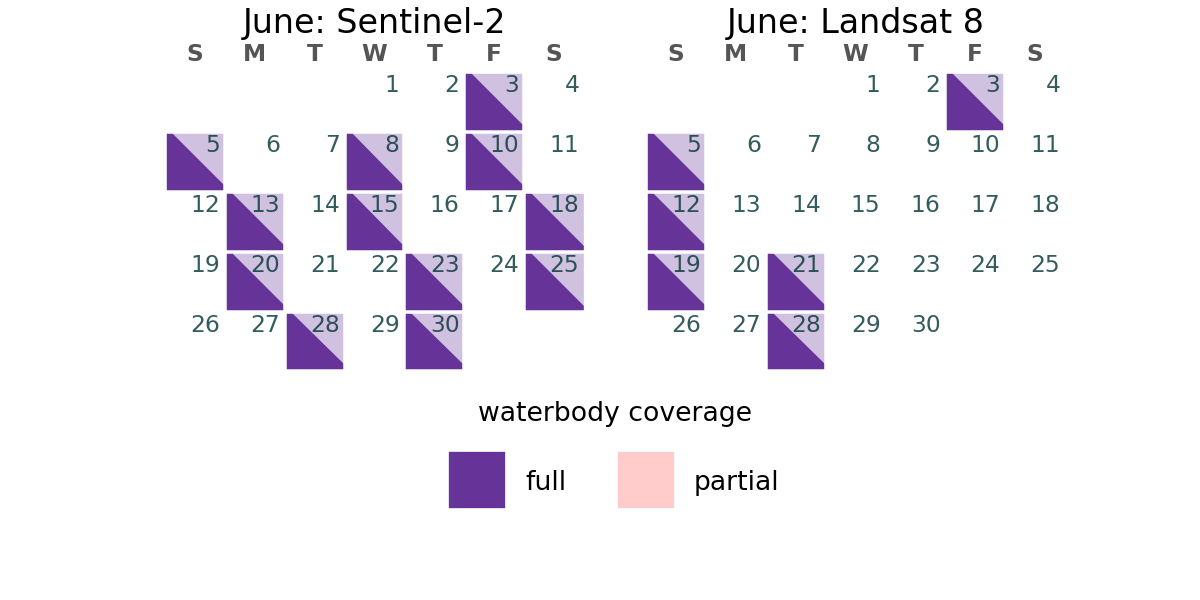 June: Sentinel-2
S M T W T F S
1 2 3 4
5 6 7 8 9 10 11
12 13 14 15 16 17 18
19 20 21 22 23 24 25
26 27 28 29 30
June: Landsat 8
S M T W T F S
1 2 3 4
5 6 7 8 9 10 11
12 13 14 15 16 17 18
19 20 21 22 23 24 25
26 27 28 29 30
waterbody coverage
full
partial